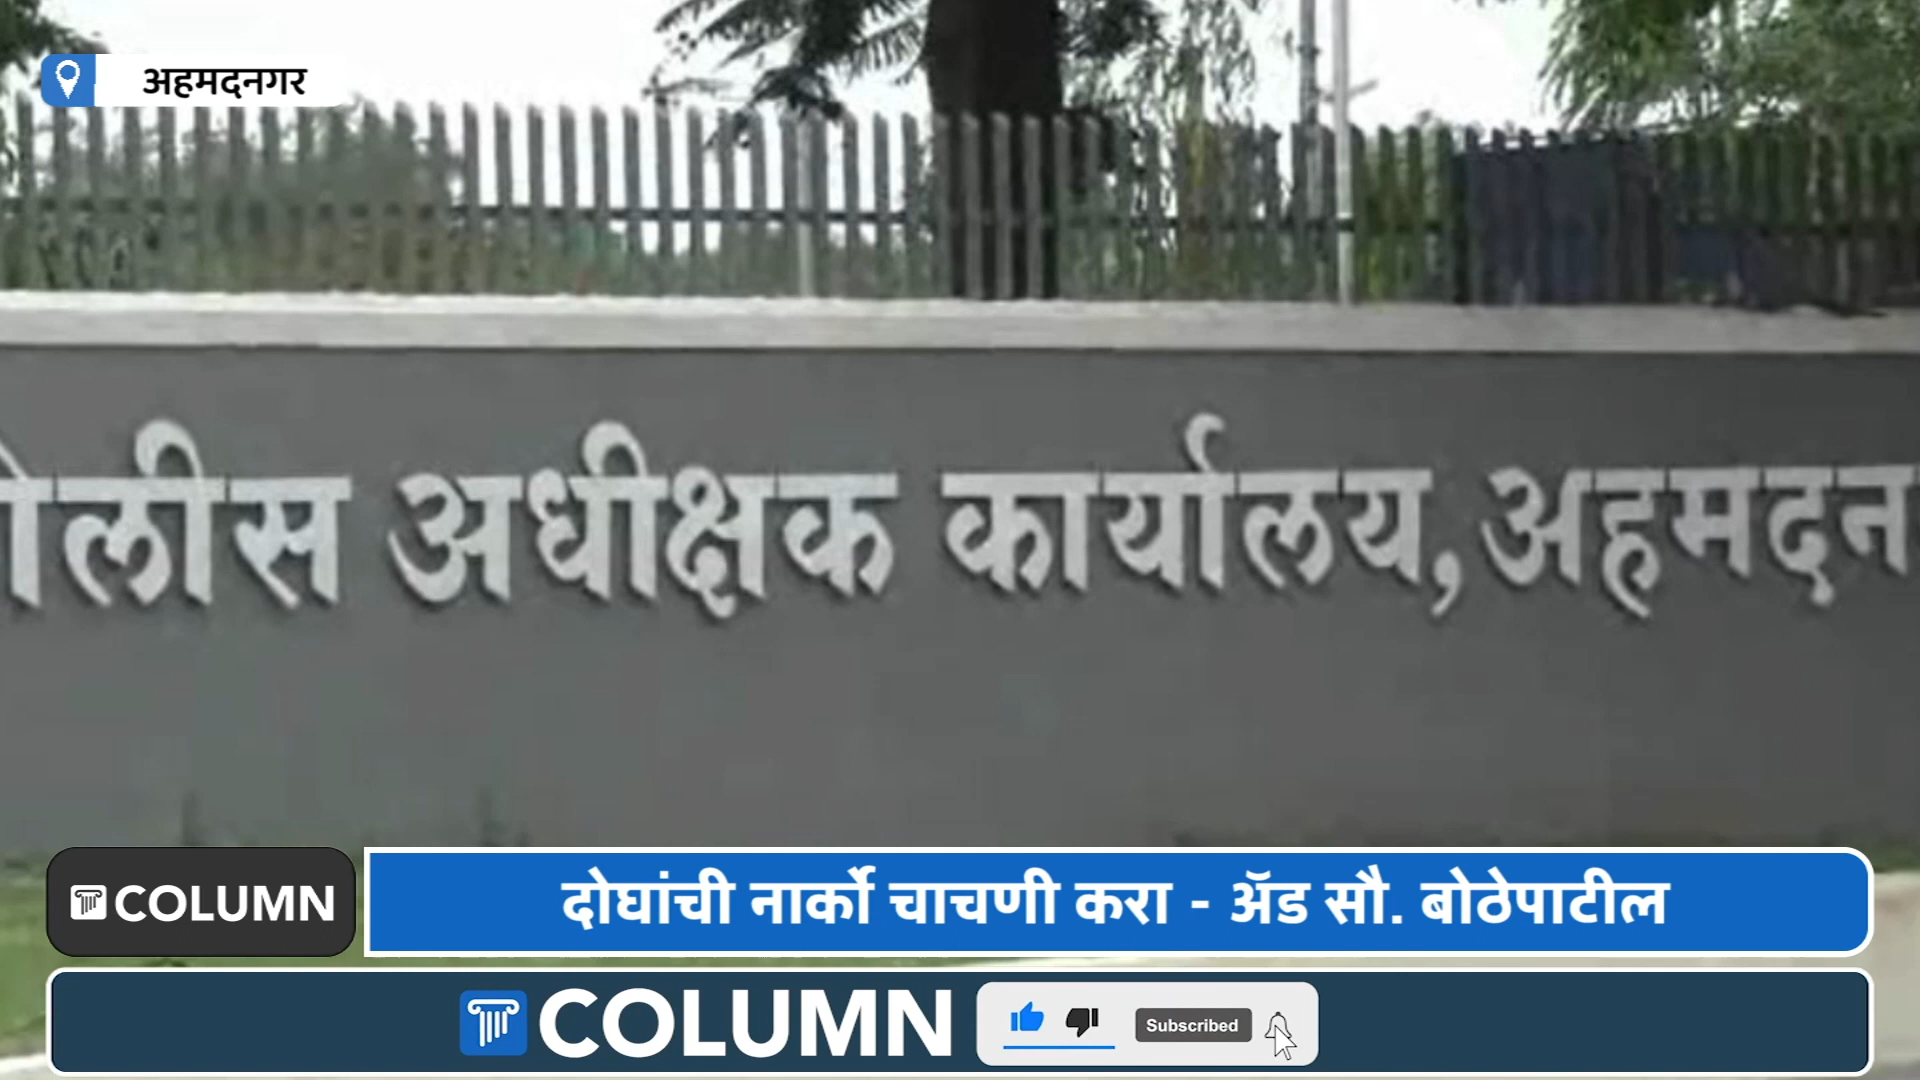 अहमदनगर
पोलीस अधीक्षक कार्यालय, अहमदन
COLUMN
दोघांची नार्को चाचणी करा - ॲड सौ. बोठेपाटील
COLUMN
Subscribed